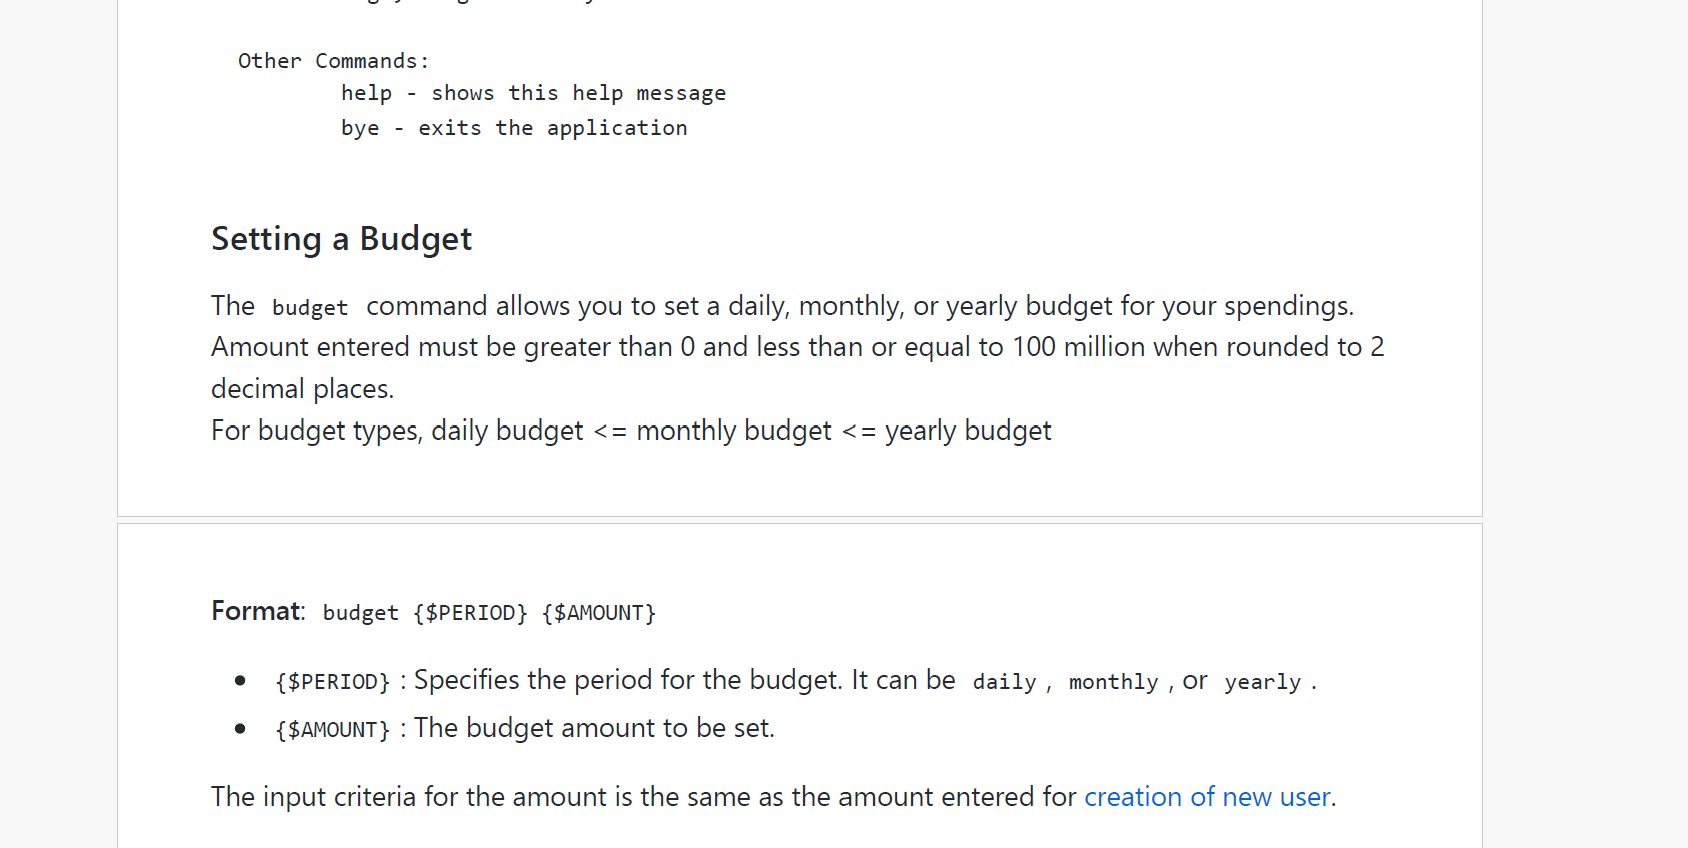 Other Commands:
help - shows this help message
bye - exits the application
Setting a Budget
The budget command allows you to set a daily, monthly, or yearly budget for your spendings.
Amount entered must be greater than 0 and less than or equal to 100 million when rounded to 2
decimal places.
For budget types, daily budget <= monthly budget <= yearly budget
Format: budget {$PERIOD} {$AMOUNT}
• {$PERIOD} : Specifies the period for the budget. It can be daily , monthly , or yearly .
• {$AMOUNT} : The budget amount to be set.
The input criteria for the amount is the same as the amount entered for creation of new user.